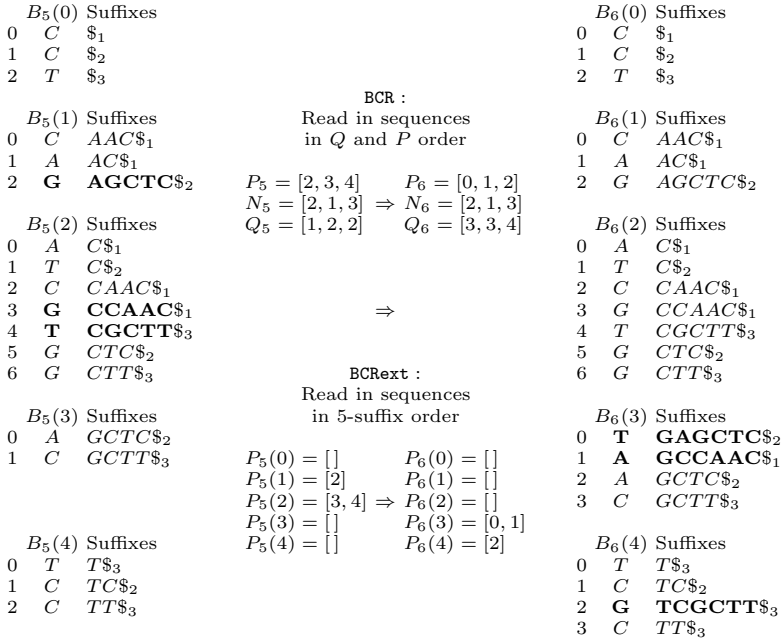 B₅(0) Suffixes
0 C $₁
1 C $₂
2 T $₃
B₅(1) Suffixes
0 C AAC$₁
1 A AC$₁
2 G AGCTC$₂
B₅(2) Suffixes
0 A C$₁
1 T C$₂
2 C CAAC$₁
3 G CCAAC$₁
4 T CGCTT$₃
5 G CTC$₂
6 G CTT$₃
B₅(3) Suffixes
0 A GCTC$₂
1 C GCTT$₃
B₅(4) Suffixes
0 T T$₃
1 C TC$₂
2 C TT$₃
BCR :
Read in sequences
in Q and P order
P₅ = [2, 3, 4] P₆ = [0, 1, 2]
N₅ = [2, 1, 3] ⇒ N₆ = [2, 1, 3]
Q₅ = [1, 2, 2] Q₆ = [3, 3, 4]
⇒
BCRext :
Read in sequences
in 5-suffix order
P₅(0) = [ ] P₆(0) = [ ]
P₅(1) = [2] P₆(1) = [ ]
P₅(2) = [3, 4] ⇒ P₆(2) = [ ]
P₅(3) = [ ] P₆(3) = [0, 1]
P₅(4) = [ ] P₆(4) = [2]
B₆(0) Suffixes
0 C $₁
1 C $₂
2 T $₃
B₆(1) Suffixes
0 C AAC$₁
1 A AC$₁
2 G AGCTC$₂
B₆(2) Suffixes
0 A C$₁
1 T C$₂
2 C CAAC$₁
3 G CCAAC$₁
4 T CGCTT$₃
5 G CTC$₂
6 G CTT$₃
B₆(3) Suffixes
0 T GAGCTC$₂
1 A GCCAAC$₁
2 A GCTC$₂
3 C GCTT$₃
B₆(4) Suffixes
0 T T$₃
1 C TC$₂
2 G TCGCTT$₃
3 C TT$₃